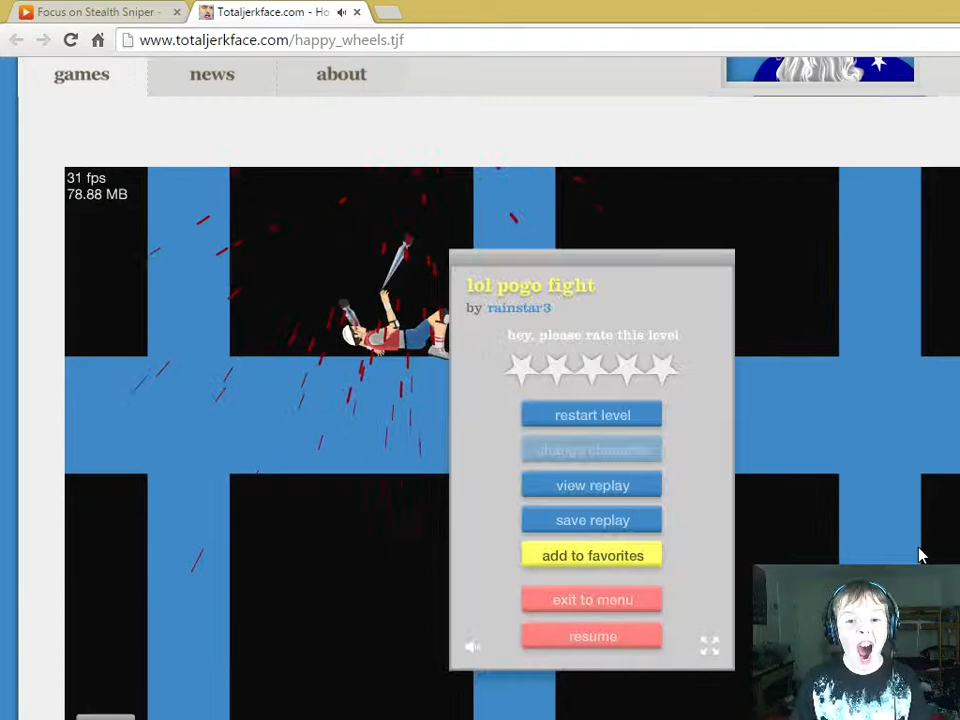 Focus on Stealth Sniper -
Totaljerkface.com - Ho
www.totaljerkface.com/happy_wheels.tjf
games news about
31 fps
78.88 MB
lol pogo fight
by rainstar3
hey, please rate this level
restart level
change character
view replay
save replay
add to favorites
exit to menu
resume